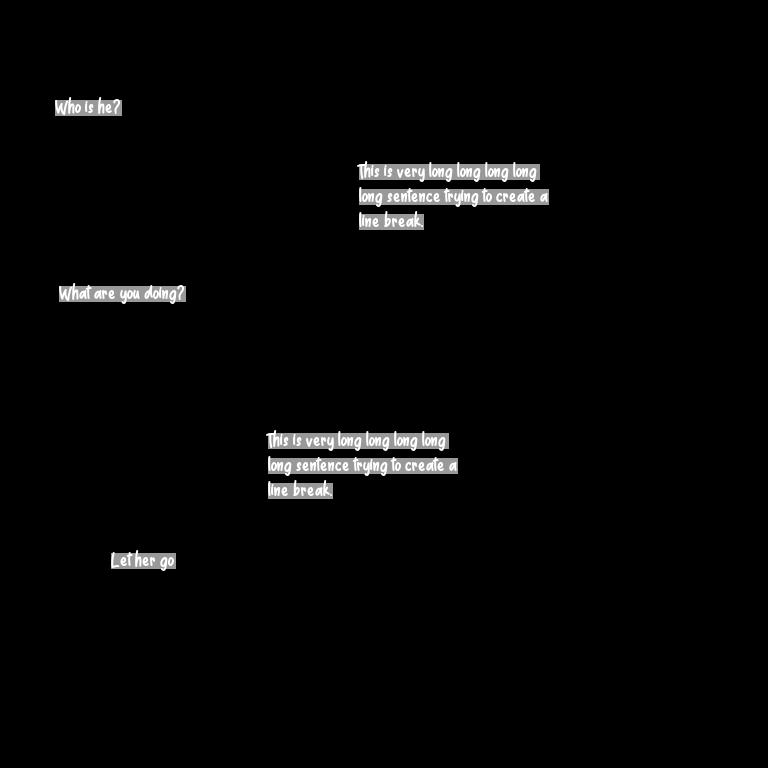 Who is he?
This is very long long long long
long sentence trying to create a
line break.
What are you doing?
This is very long long long long
long sentence trying to create a
line break.
Let her go